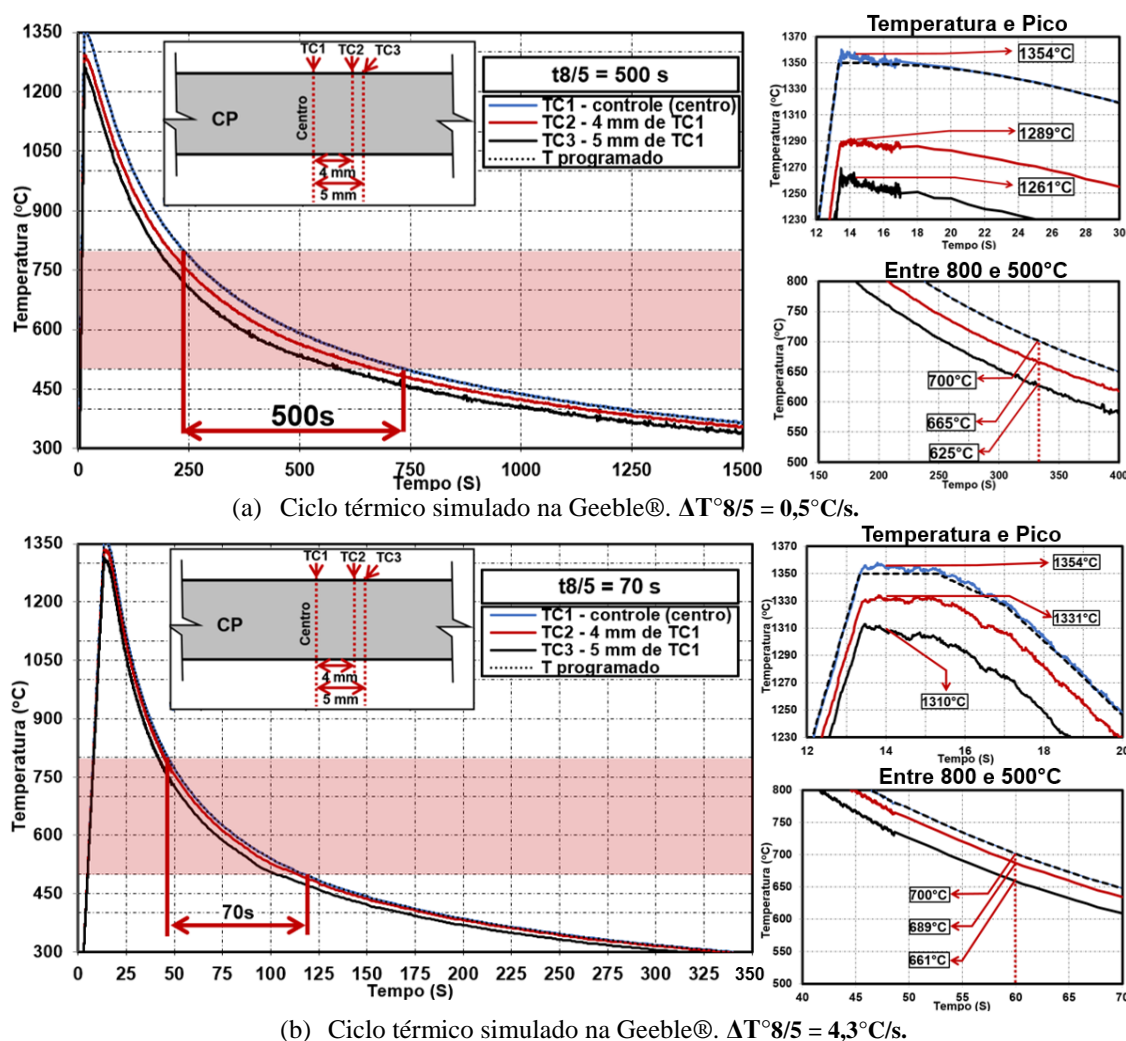 TC1 TC2 TC3
CP
Centro
4 mm
5 mm
t8/5 = 500 s
TC1 - controle (centro)
TC2 - 4 mm de TC1
TC3 - 5 mm de TC1
T programado
Temperatura (°C)
1350
1200
1050
900
750
600
450
300
500s
0 250 500 750 1000 1250 1500
Tempo (S)
Temperatura e Pico
Temperatura (°C)
1370
1350
1330
1310
1290
1270
1250
1230
1354°C
1289°C
1261°C
12 14 16 18 20 22 24 26 28 30
Tempo (S)
Entre 800 e 500°C
Temperatura (°C)
800
750
700
650
600
550
500
700°C
665°C
625°C
150 200 250 300 350 400
Tempo (S)
(a) Ciclo térmico simulado na Geeble®. ΔT°8/5 = 0,5°C/s.
TC1 TC2 TC3
CP
Centro
4 mm
5 mm
t8/5 = 70 s
TC1 - controle (centro)
TC2 - 4 mm de TC1
TC3 - 5 mm de TC1
T programado
Temperatura (°C)
1350
1200
1050
900
750
600
450
300
70s
0 25 50 75 100 125 150 175 200 225 250 275 300 325 350
Tempo (S)
Temperatura e Pico
Temperatura (°C)
1370
1350
1330
1310
1290
1270
1250
1230
1354°C
1331°C
1310°C
12 14 16 18 20
Tempo (S)
Entre 800 e 500°C
Temperatura (°C)
800
750
700
650
600
550
500
700°C
689°C
661°C
40 45 50 55 60 65 70
Tempo (S)
(b) Ciclo térmico simulado na Geeble®. ΔT°8/5 = 4,3°C/s.